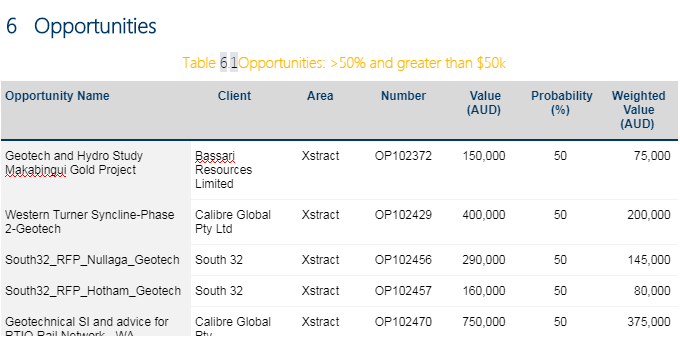 6 Opportunities
Table 6 1Opportunities: >50% and greater than $50k
Opportunity Name Client Area Number Value (AUD) Probability (%) Weighted Value (AUD)
Geotech and Hydro Study Makabingui Gold Project Bassari Resources Limited Xstract OP102372 150,000 50 75,000
Western Turner Syncline-Phase 2-Geotech Calibre Global Pty Ltd Xstract OP102429 400,000 50 200,000
South32_RFP_Nullaga_Geotech South 32 Xstract OP102456 290,000 50 145,000
South32_RFP_Hotham_Geotech South 32 Xstract OP102457 160,000 50 80,000
Geotechnical SI and advice for RTIO Rail Network - WA Calibre Global Pty Xstract OP102470 750,000 50 375,000